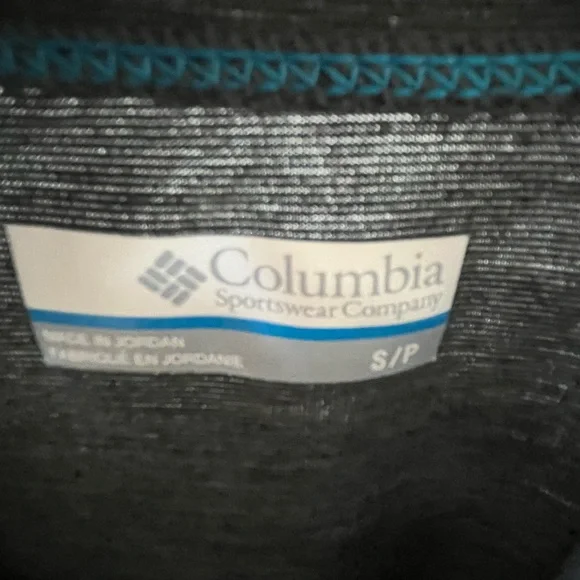 Columbia
Sportswear Company
MADE IN JORDAN
FABRIQUÉ EN JORDANIE
S/P